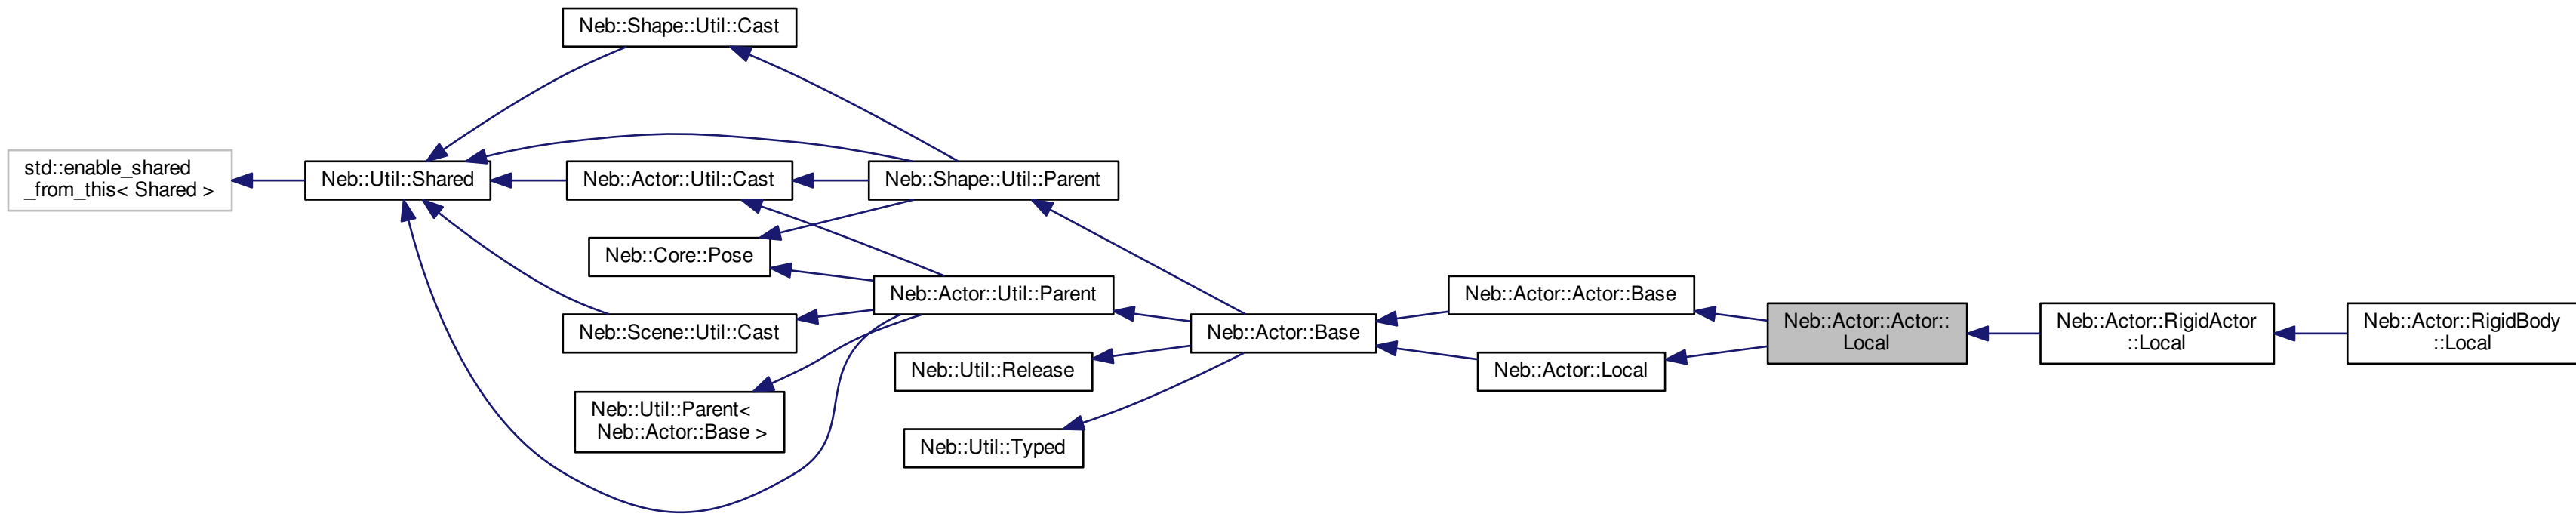 Neb::Shape::Util::Cast
std::enable_shared
_from_this< Shared >
Neb::Util::Shared
Neb::Actor::Util::Cast
Neb::Shape::Util::Parent
Neb::Core::Pose
Neb::Actor::Util::Parent
Neb::Scene::Util::Cast
Neb::Util::Parent<
Neb::Actor::Base >
Neb::Util::Release
Neb::Util::Typed
Neb::Actor::Base
Neb::Actor::Actor::Base
Neb::Actor::Local
Neb::Actor::Actor::
Local
Neb::Actor::RigidActor
::Local
Neb::Actor::RigidBody
::Local